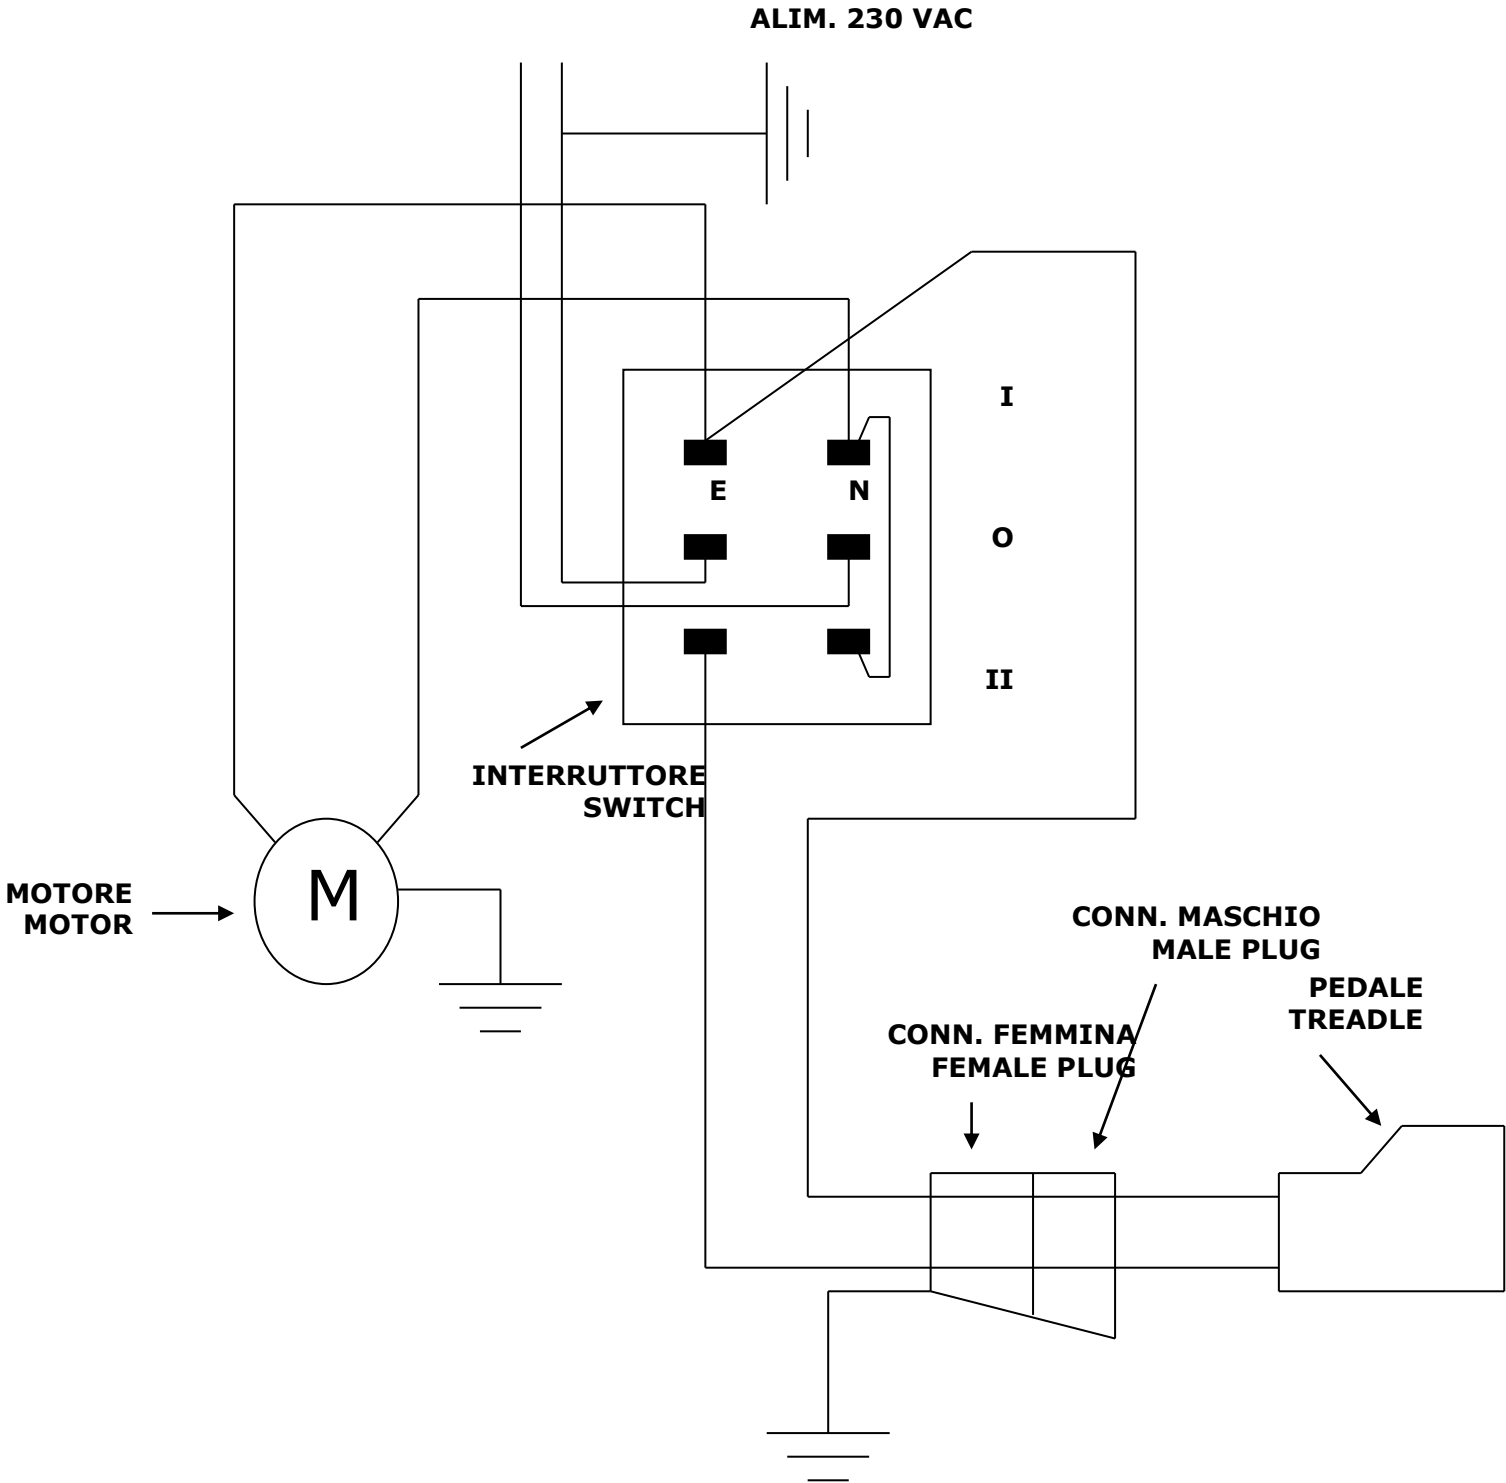 ALIM. 230 VAC
I
E
N
O
II
INTERRUTTORE
SWITCH
M
MOTORE
MOTOR
CONN. MASCHIO
MALE PLUG
PEDALE
TREADLE
CONN. FEMMINA
FEMALE PLUG